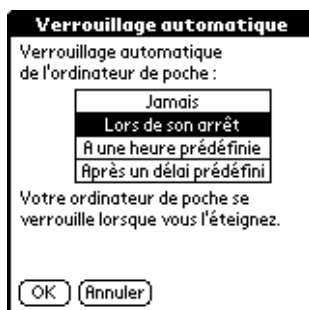 Verrouillage automatique
Verrouillage automatique
de l'ordinateur de poche :
Jamais
Lors de son arrêt
A une heure prédéfinie
Après un délai prédéfini
Votre ordinateur de poche se
verrouille lorsque vous l'éteignez.
OK Annuler